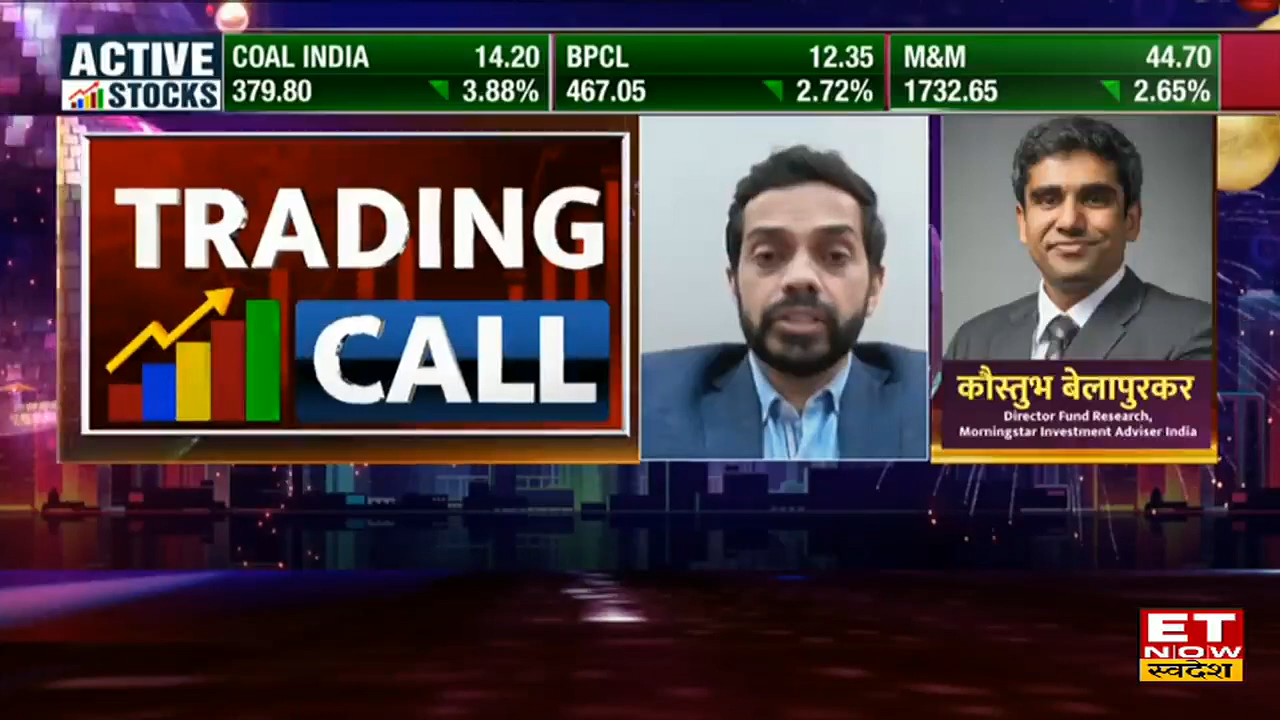 ACTIVE
STOCKS
COAL INDIA 14.20
379.80 3.88%
BPCL 12.35
467.05 2.72%
M&M 44.70
1732.65 2.65%
TRADING
CALL
कौस्तुभ बेलापुरकर
Director Fund Research,
Morningstar Investment Adviser India
ET
NOW
स्वदेश